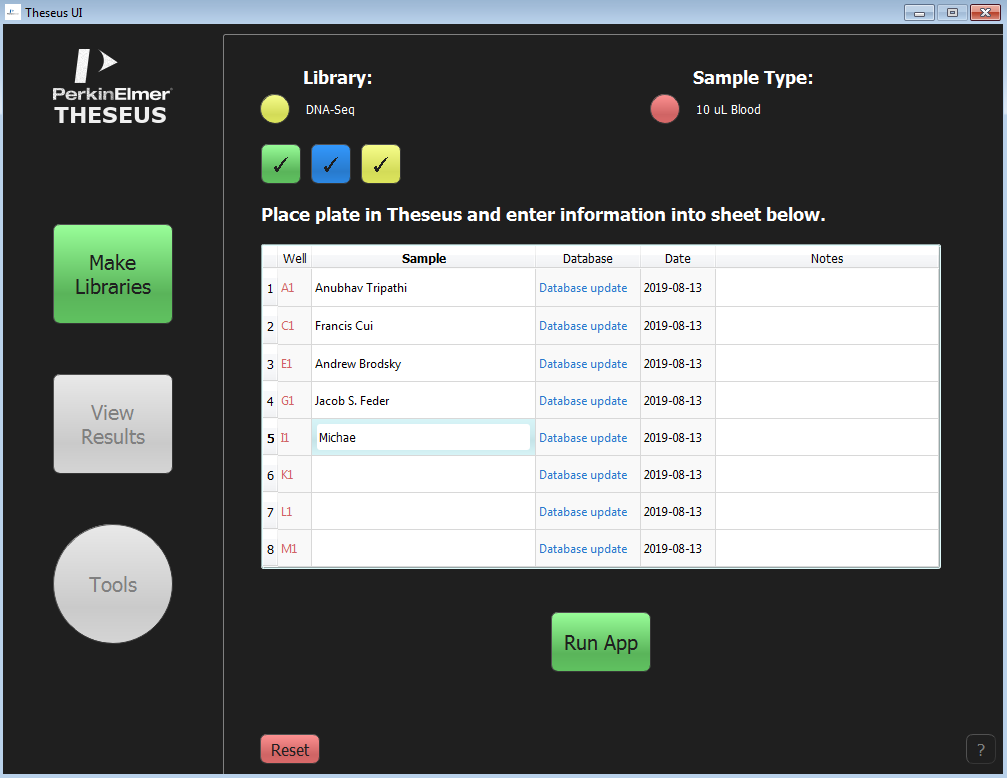 Theseus UI
PerkinElmer
THESEUS
Library:
DNA-Seq
Sample Type:
10 uL Blood
Place plate in Theseus and enter information into sheet below.
Well Sample Database Date Notes
1 A1 Anubhav Tripathi Database update 2019-08-13
2 C1 Francis Cui Database update 2019-08-13
3 E1 Andrew Brodsky Database update 2019-08-13
4 G1 Jacob S. Feder Database update 2019-08-13
5 I1 Michae Database update 2019-08-13
6 K1 Database update 2019-08-13
7 L1 Database update 2019-08-13
8 M1 Database update 2019-08-13
Make
Libraries
View
Results
Tools
Run App
Reset
?